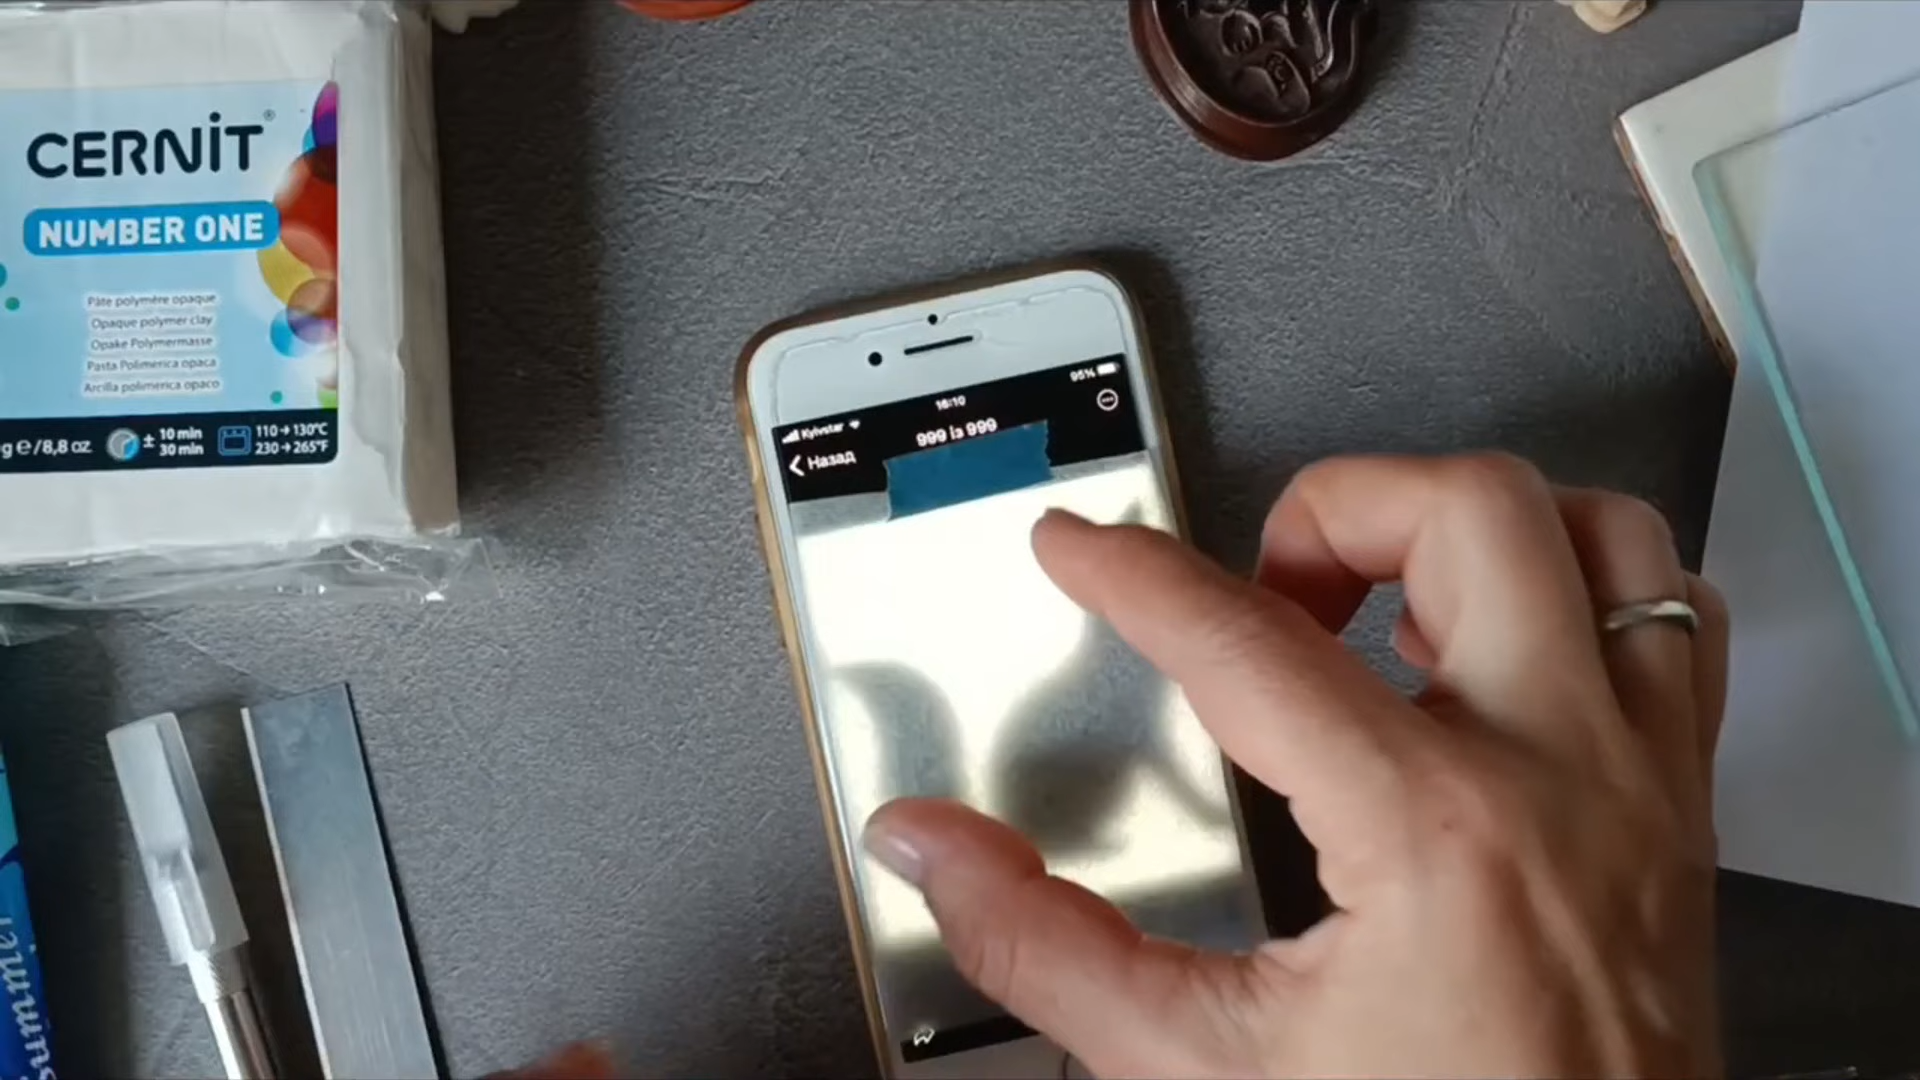 CERNiT®
NUMBER ONE
Pâte polymère opaque
Opaque polymer clay
Opake Polymermasse
Pasta Polimerica opaca
Arcilla polimerica opaco
g e/8,8 oz
± 10 min
30 min
110→130°C
230→265°F
95%
16:10
Kyivstar
999 із 999
Назад
summer